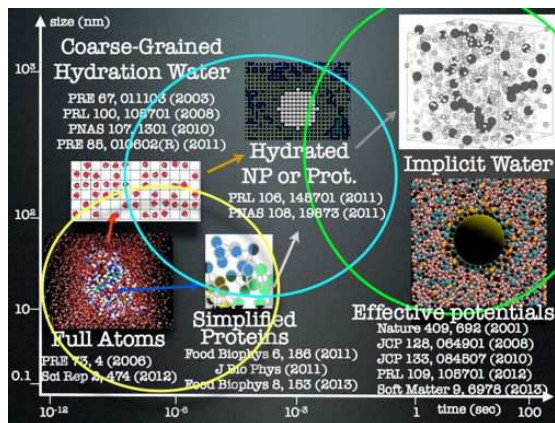 size (nm)
Coarse-Grained
Hydration Water
PRE 67, 011103 (2003)
PRL 100, 105701 (2008)
PNAS 107, 1301 (2010)
PRE 85, 010602(R) (2011)
Hydrated
NP or Prot.
PRL 106, 145701 (2011)
PNAS 108, 19873 (2011)
Implicit Water
Full Atoms
PRE 73, 4 (2006)
Sci Rep 2, 474 (2012)
Simplified
Proteins
Food Biophys 6, 186 (2011)
J Bio Phys (2011)
Food Biophys 8, 153 (2013)
Effective potentials
Nature 409, 692 (2001)
JCP 128, 064901 (2008)
JCP 133, 084507 (2010)
PRL 109, 105701 (2012)
Soft Matter 9, 6978 (2013)
10
0.1
10⁻¹²
10⁻⁶
10⁻³
1
100
time (sec)